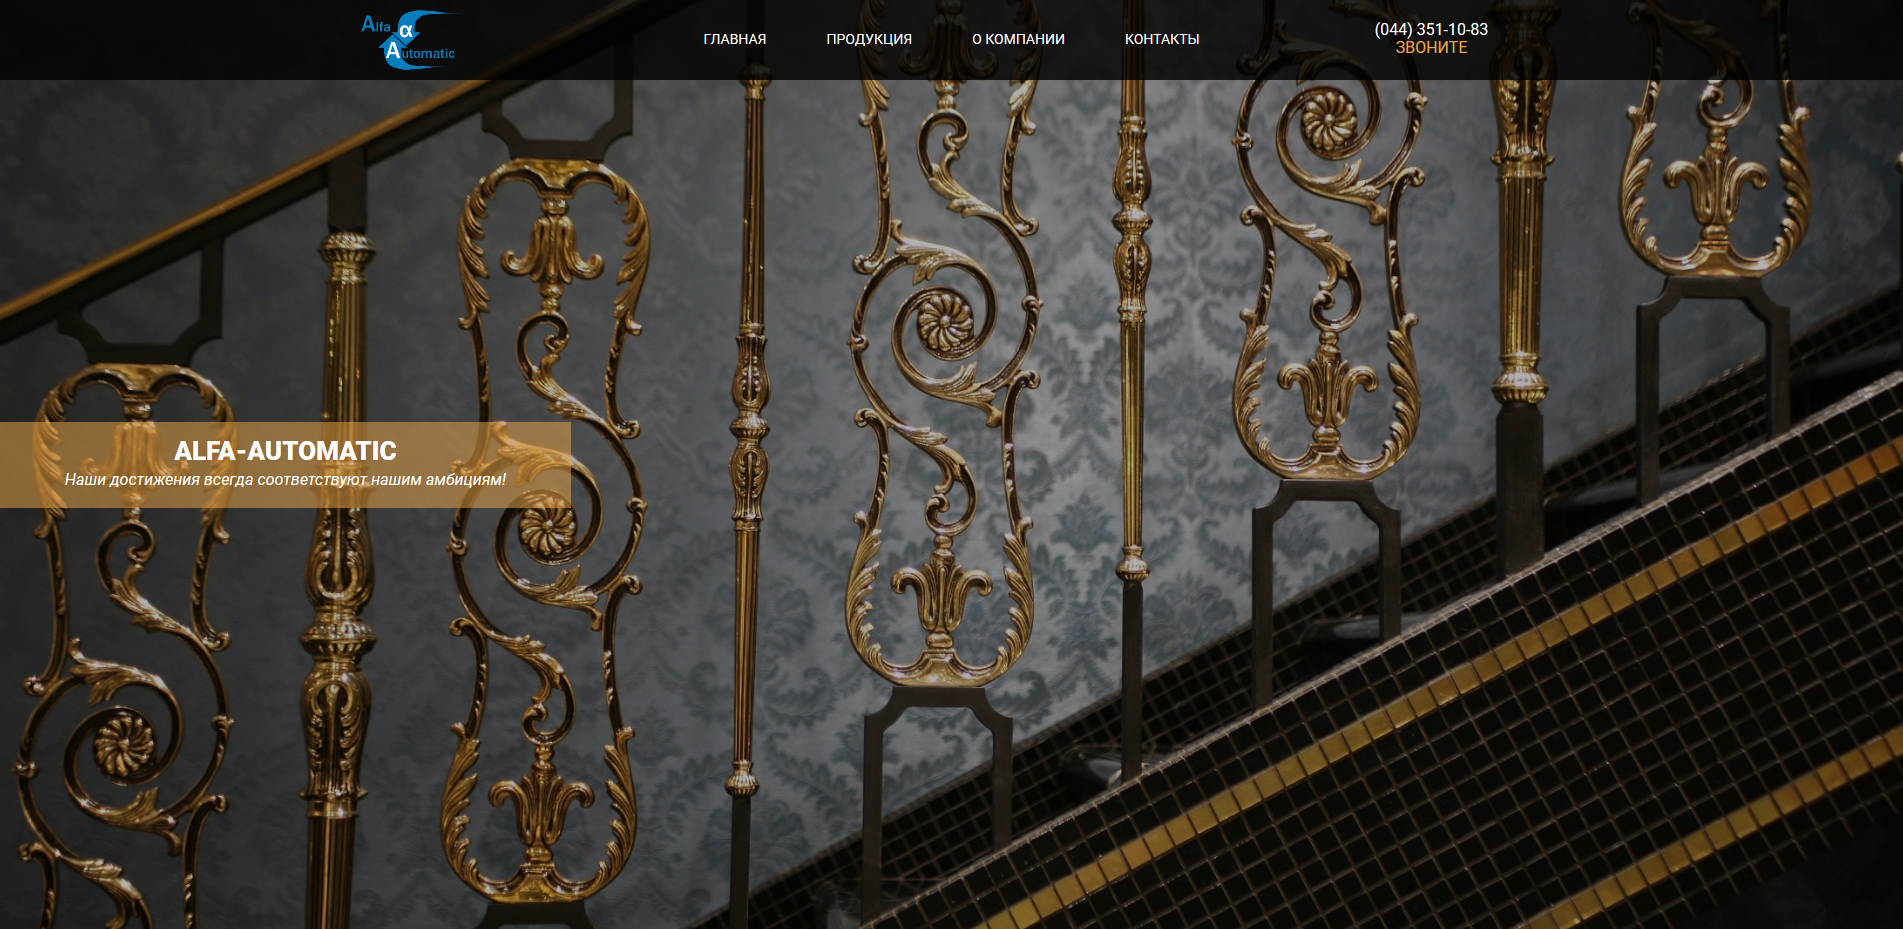 Alfa
α
Automatic
ГЛАВНАЯ
ПРОДУКЦИЯ
О КОМПАНИИ
КОНТАКТЫ
(044) 351-10-83
ЗВОНИТЕ
ALFA-AUTOMATIC
Наши достижения всегда соответствуют нашим амбициям!